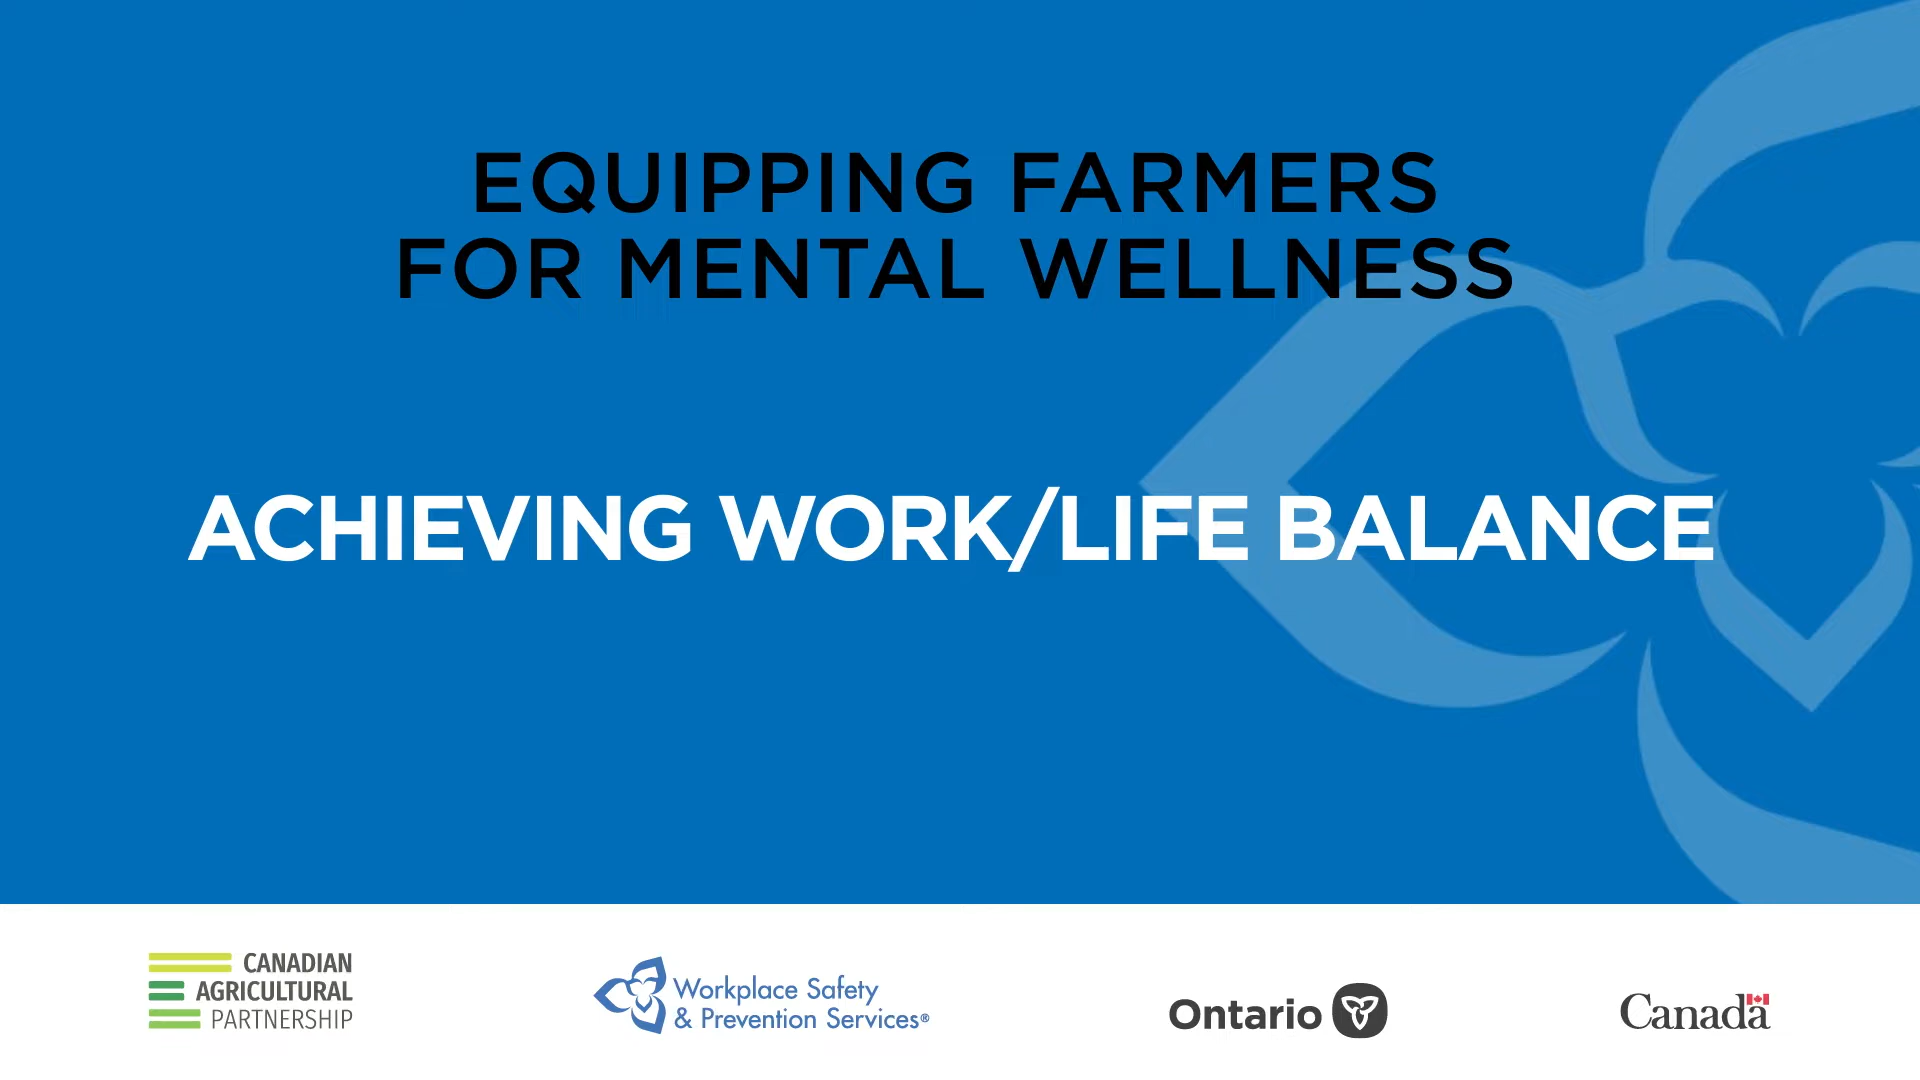 EQUIPPING FARMERS
FOR MENTAL WELLNESS
ACHIEVING WORK/LIFE BALANCE
CANADIAN
AGRICULTURAL
PARTNERSHIP
Workplace Safety
& Prevention Services®
Ontario
Canada